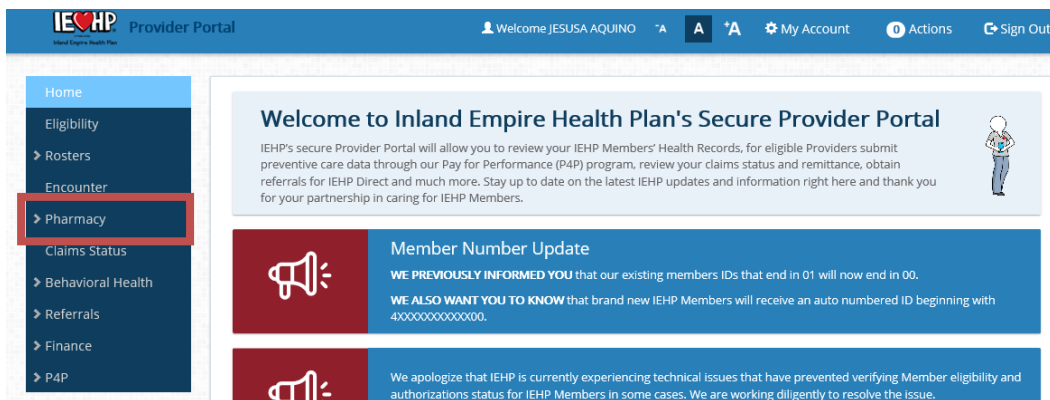 IEHP Provider Portal
Inland Empire Health Plan
Welcome JESUSA AQUINO -A A +A My Account 0 Actions Sign Out
Home
Eligibility
Rosters
Encounter
Pharmacy
Claims Status
Behavioral Health
Referrals
Finance
P4P
Welcome to Inland Empire Health Plan's Secure Provider Portal
IEHP's secure Provider Portal will allow you to review your IEHP Members' Health Records, for eligible Providers submit
preventive care data through our Pay for Performance (P4P) program, review your claims status and remittance, obtain
referrals for IEHP Direct and much more. Stay up to date on the latest IEHP updates and information right here and thank you
for your partnership in caring for IEHP Members.
Member Number Update
WE PREVIOUSLY INFORMED YOU that our existing members IDs that end in 01 will now end in 00.
WE ALSO WANT YOU TO KNOW that brand new IEHP Members will receive an auto numbered ID beginning with
4XXXXXXXXXXX00.
We apologize that IEHP is currently experiencing technical issues that have prevented verifying Member eligibility and
authorizations status for IEHP Members in some cases. We are working diligently to resolve the issue.